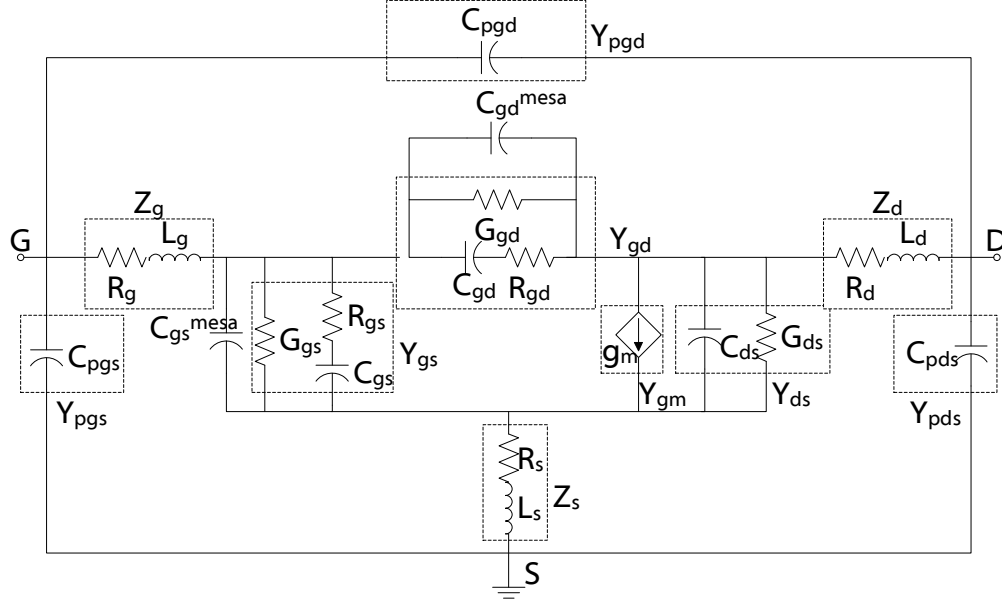 Cpgd
Ypgd
Cgd mesa
Zg
Lg
Ggd
Ygd
Zd
Ld
G
D
Rg
Cgd
Rgd
Rd
Cgs mesa
Rgs
Ggs
Cgs
Ygs
gm
Cds
Gds
Cpgs
Cpds
Ypgs
Ygm
Yds
Ypds
Rs
Ls
Zs
S